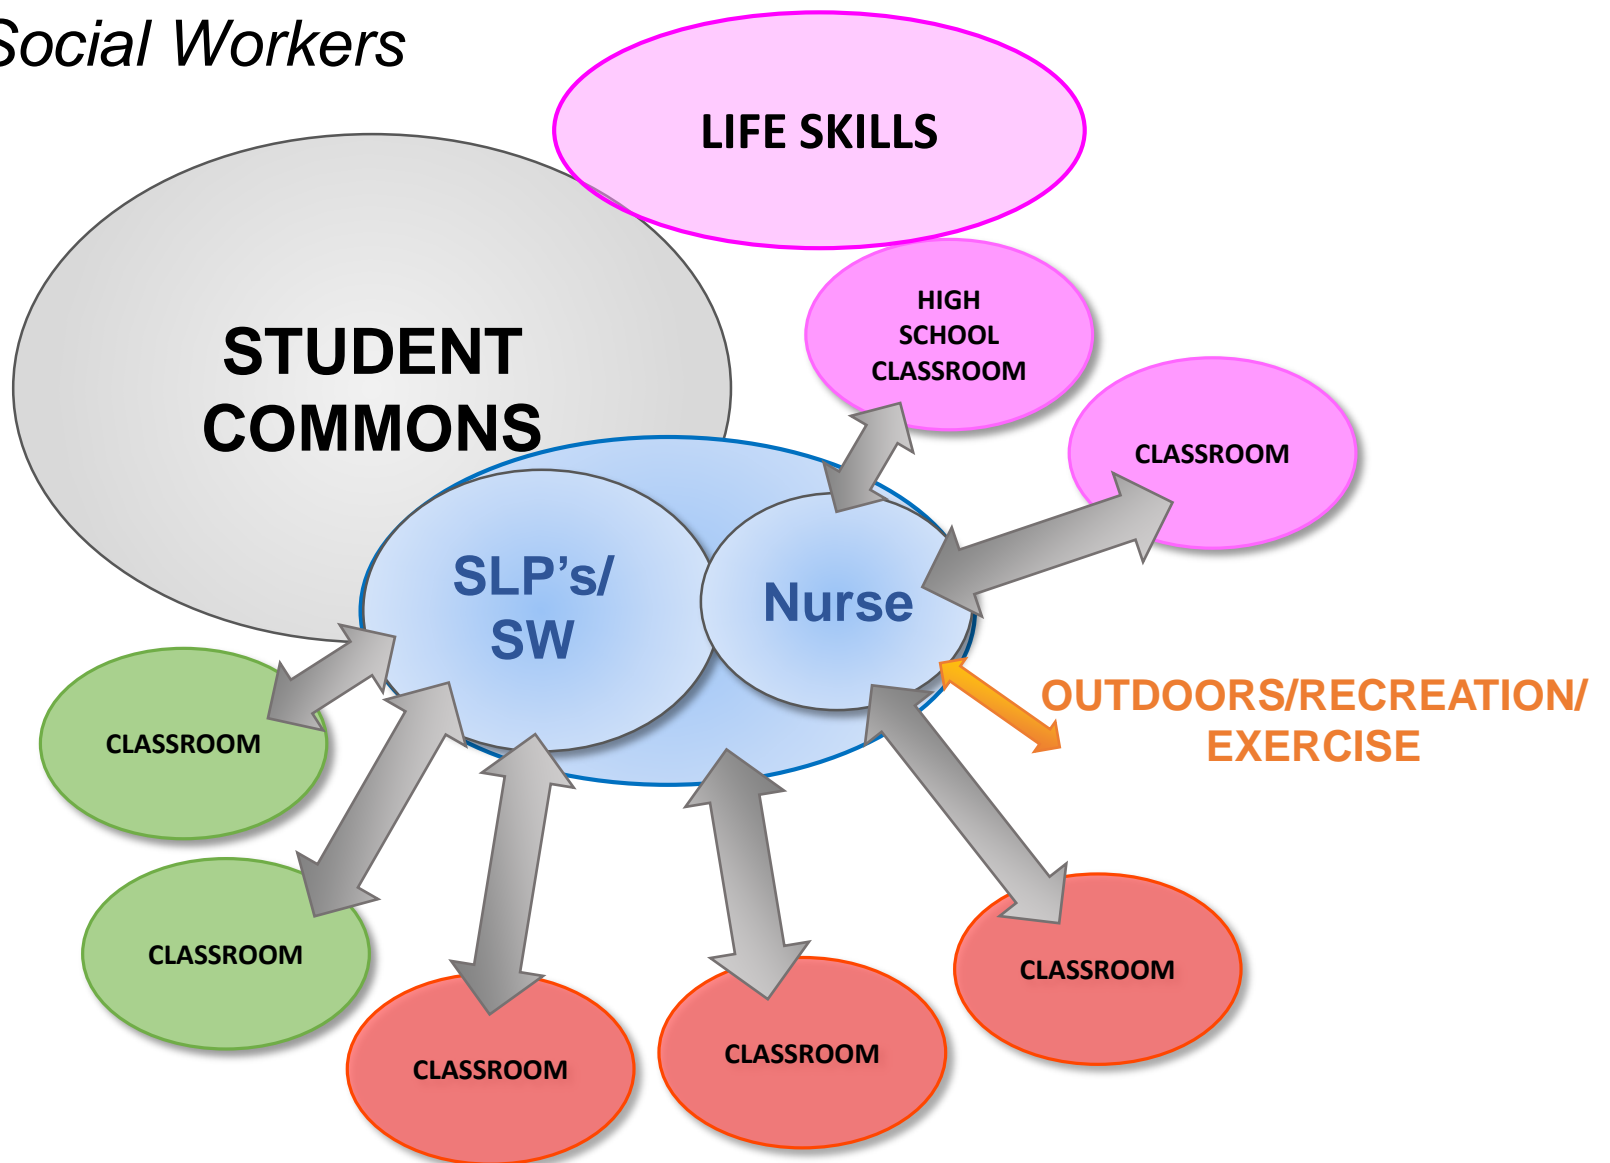 Social Workers
LIFE SKILLS
STUDENT
COMMONS
HIGH
SCHOOL
CLASSROOM
CLASSROOM
SLP’s/
SW
Nurse
OUTDOORS/RECREATION/
EXERCISE
CLASSROOM
CLASSROOM
CLASSROOM
CLASSROOM
CLASSROOM